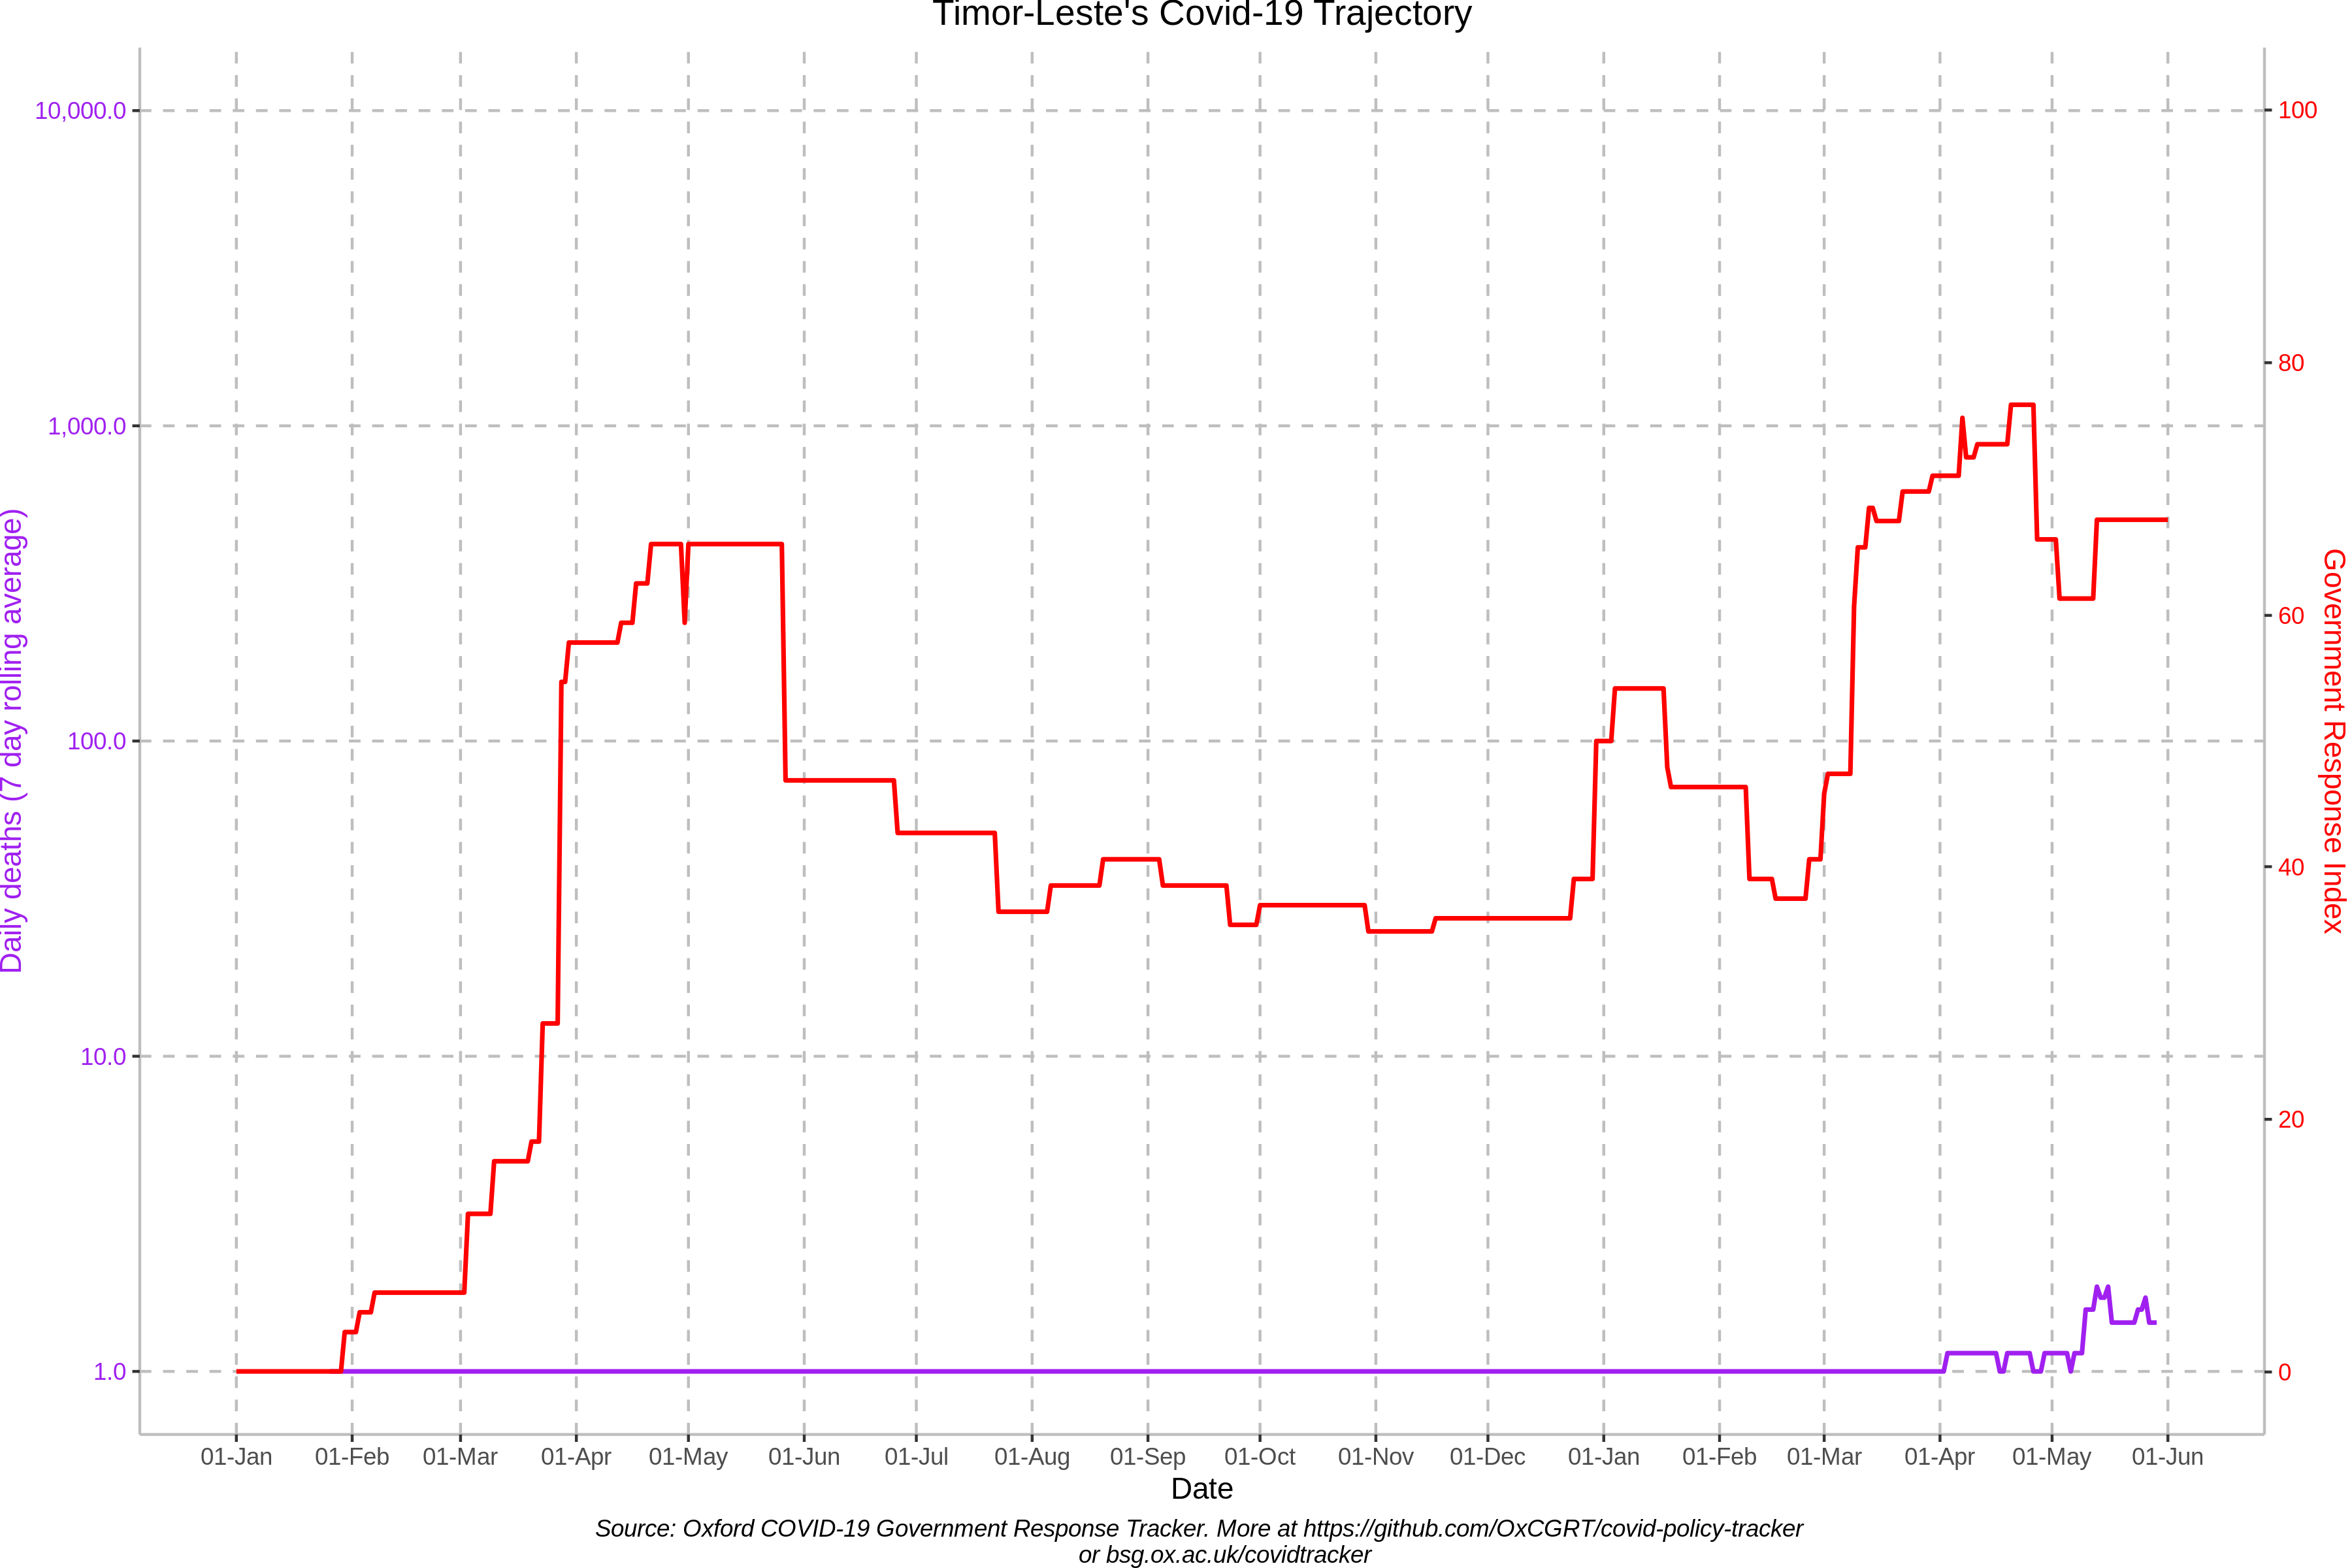 Timor-Leste's Covid-19 Trajectory
10,000.0
1,000.0
100.0
10.0
1.0
Daily deaths (7 day rolling average)
100
80
60
40
20
0
Government Response Index
01-Jan 01-Feb 01-Mar 01-Apr 01-May 01-Jun 01-Jul 01-Aug 01-Sep 01-Oct 01-Nov 01-Dec 01-Jan 01-Feb 01-Mar 01-Apr 01-May 01-Jun
Date
Source: Oxford COVID-19 Government Response Tracker. More at https://github.com/OxCGRT/covid-policy-tracker
or bsg.ox.ac.uk/covidtracker